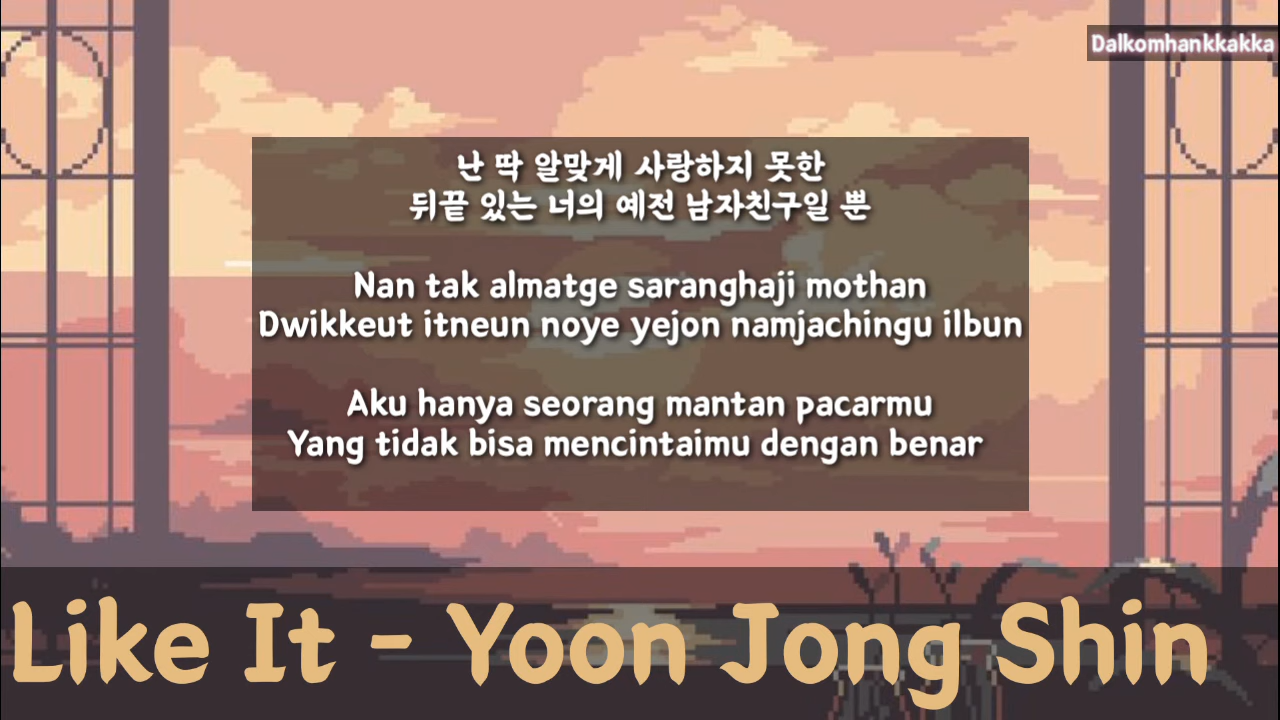 Dalkomhankkakka
난 딱 알맞게 사랑하지 못한
뒤끝 있는 너의 예전 남자친구일 뿐
Nan tak almatge saranghaji mothan
Dwikkeut itneun noye yejon namjachingu ilbun
Aku hanya seorang mantan pacarmu
Yang tidak bisa mencintaimu dengan benar
Like It - Yoon Jong Shin